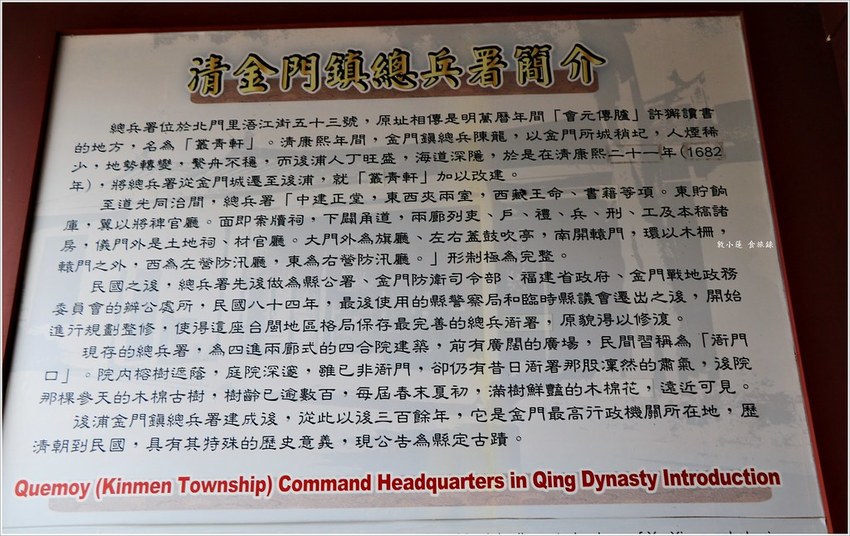 清金門鎮總兵署簡介
總兵署位於北門里浯江街五十三號，原址相傳是明萬曆年間「會元傳臚」許獬讀書
的地方，名為「叢青軒」。清康熙年間，金門鎮總兵陳龍，以金門所城稍圮，人煙稀
少，地勢轉變，繫舟不穩，而後浦人丁旺盛，海道深隱，於是在清康熙二十一年（1682
年），將總兵署從金門城遷至後浦，就「叢青軒」加以改建。
至道光同治間，總兵署「中建正堂，東西夾兩室，西藏王命、書籍等項。東貯餉
庫，翼以將裨官廳。面即案牘祠，下闢甬道，兩廊列吏、戶、禮、兵、刑、工及本稿諸
房，儀門外是土地祠、材官廳。大門外為旗廳、左右蓋鼓吹亭，南開轅門，環以木柵，
轅門之外，西為左營防汛廳，東為右營防汛廳。」形制極為完整。
民國之後，總兵署先後做為縣公署、金門防衛司令部、福建省政府、金門戰地政務
委員會的辦公處所，民國八十四年，最後使用的縣警察局和臨時縣議會遷出之後，開始
進行規劃整修，使得這座台閩地區格局保存最完善的總兵衙署，原貌得以修復。
現存的總兵署，為四進兩廊式的四合院建築，前有廣闊的廣場，民間習稱為「衙門
口」。院內榕樹遮蔭，庭院深邃，雖已非衙門，卻仍有昔日衙署那股凜然的肅氣，後院
那棵參天的木棉古樹，樹齡已逾數百，每屆春末夏初，滿樹鮮豔的木棉花，遠近可見。
後浦金門鎮總兵署建成後，從此以後三百餘年，它是金門最高行政機關所在地，歷
清朝到民國，具有其特殊的歷史意義，現公告為縣定古蹟。
Quemoy (Kinmen Township) Command Headquarters in Qing Dynasty Introduction